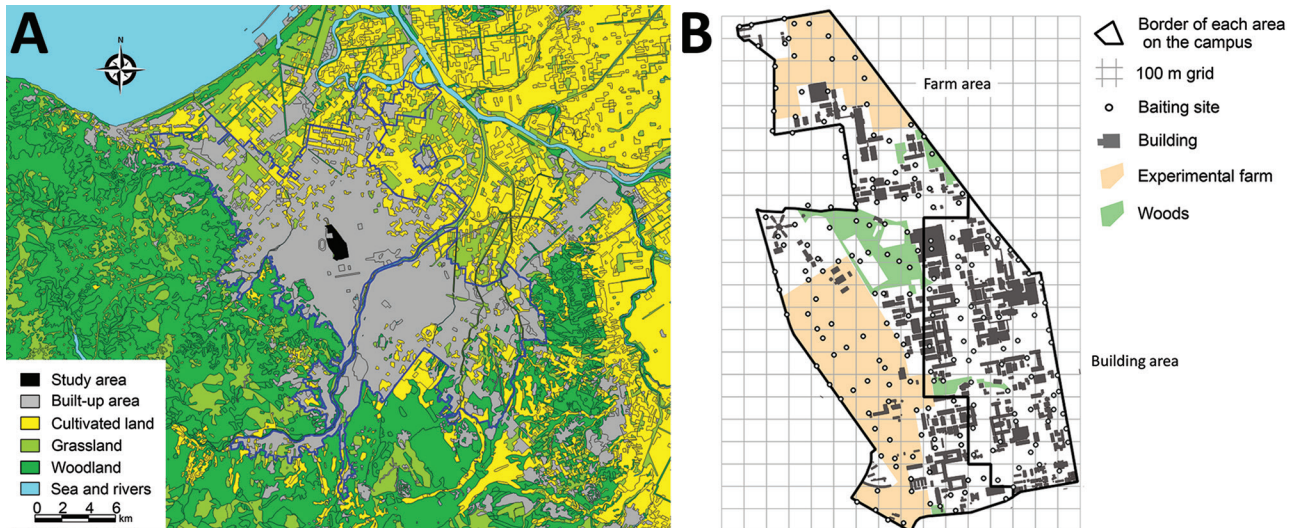 A
N
Study area
Built-up area
Cultivated land
Grassland
Woodland
Sea and rivers
0 2 4 6
km
B
Farm area
Building area
Border of each area
on the campus
100 m grid
Baiting site
Building
Experimental farm
Woods